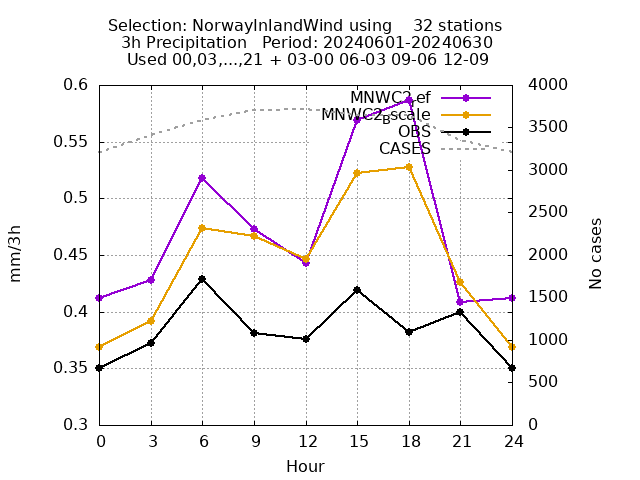 Selection: NorwayInlandWind using 32 stations
3h Precipitation Period: 20240601-20240630
Used 00,03,...,21 + 03-00 06-03 09-06 12-09
0.6
0.55
0.5
0.45
0.4
0.35
0.3
4000
3500
3000
2500
2000
1500
1000
500
0
MNWC2 ef
MNWC2_Bscale
OBS
CASES
mm/3h
No cases
0 3 6 9 12 15 18 21 24
Hour